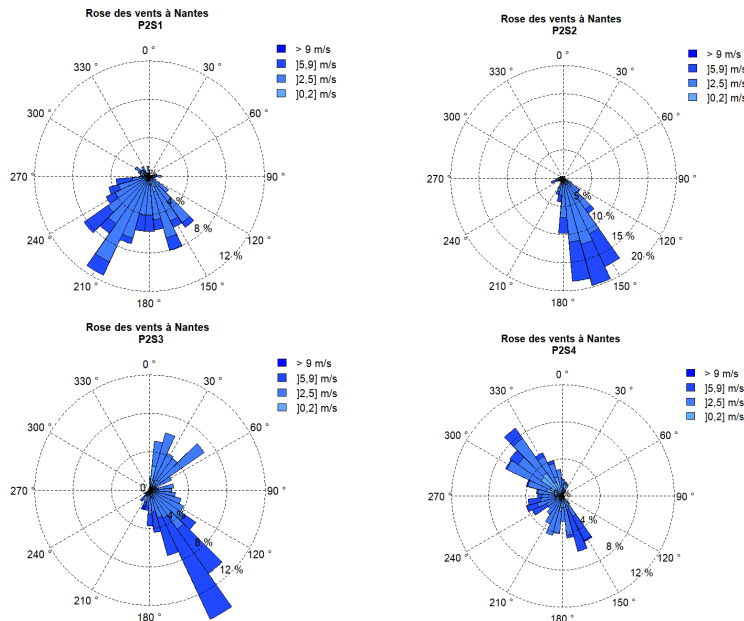 Rose des vents à Nantes
P2S1
0 °
30 °
60 °
90 °
120 °
150 °
180 °
210 °
240 °
270 °
300 °
330 °
4 %
8 %
12 %
> 9 m/s
]5,9] m/s
]2,5] m/s
]0,2] m/s
Rose des vents à Nantes
P2S2
0 °
30 °
60 °
90 °
120 °
150 °
180 °
210 °
240 °
270 °
300 °
330 °
5 %
10 %
15 %
20 %
> 9 m/s
]5,9] m/s
]2,5] m/s
]0,2] m/s
Rose des vents à Nantes
P2S3
0 °
30 °
60 °
90 °
120 °
150 °
180 °
210 °
240 °
270 °
300 °
330 °
0
4 %
8 %
12 %
> 9 m/s
]5,9] m/s
]2,5] m/s
]0,2] m/s
Rose des vents à Nantes
P2S4
0 °
30 °
60 °
90 °
120 °
150 °
180 °
210 °
240 °
270 °
300 °
330 °
4 %
8 %
12 %
> 9 m/s
]5,9] m/s
]2,5] m/s
]0,2] m/s